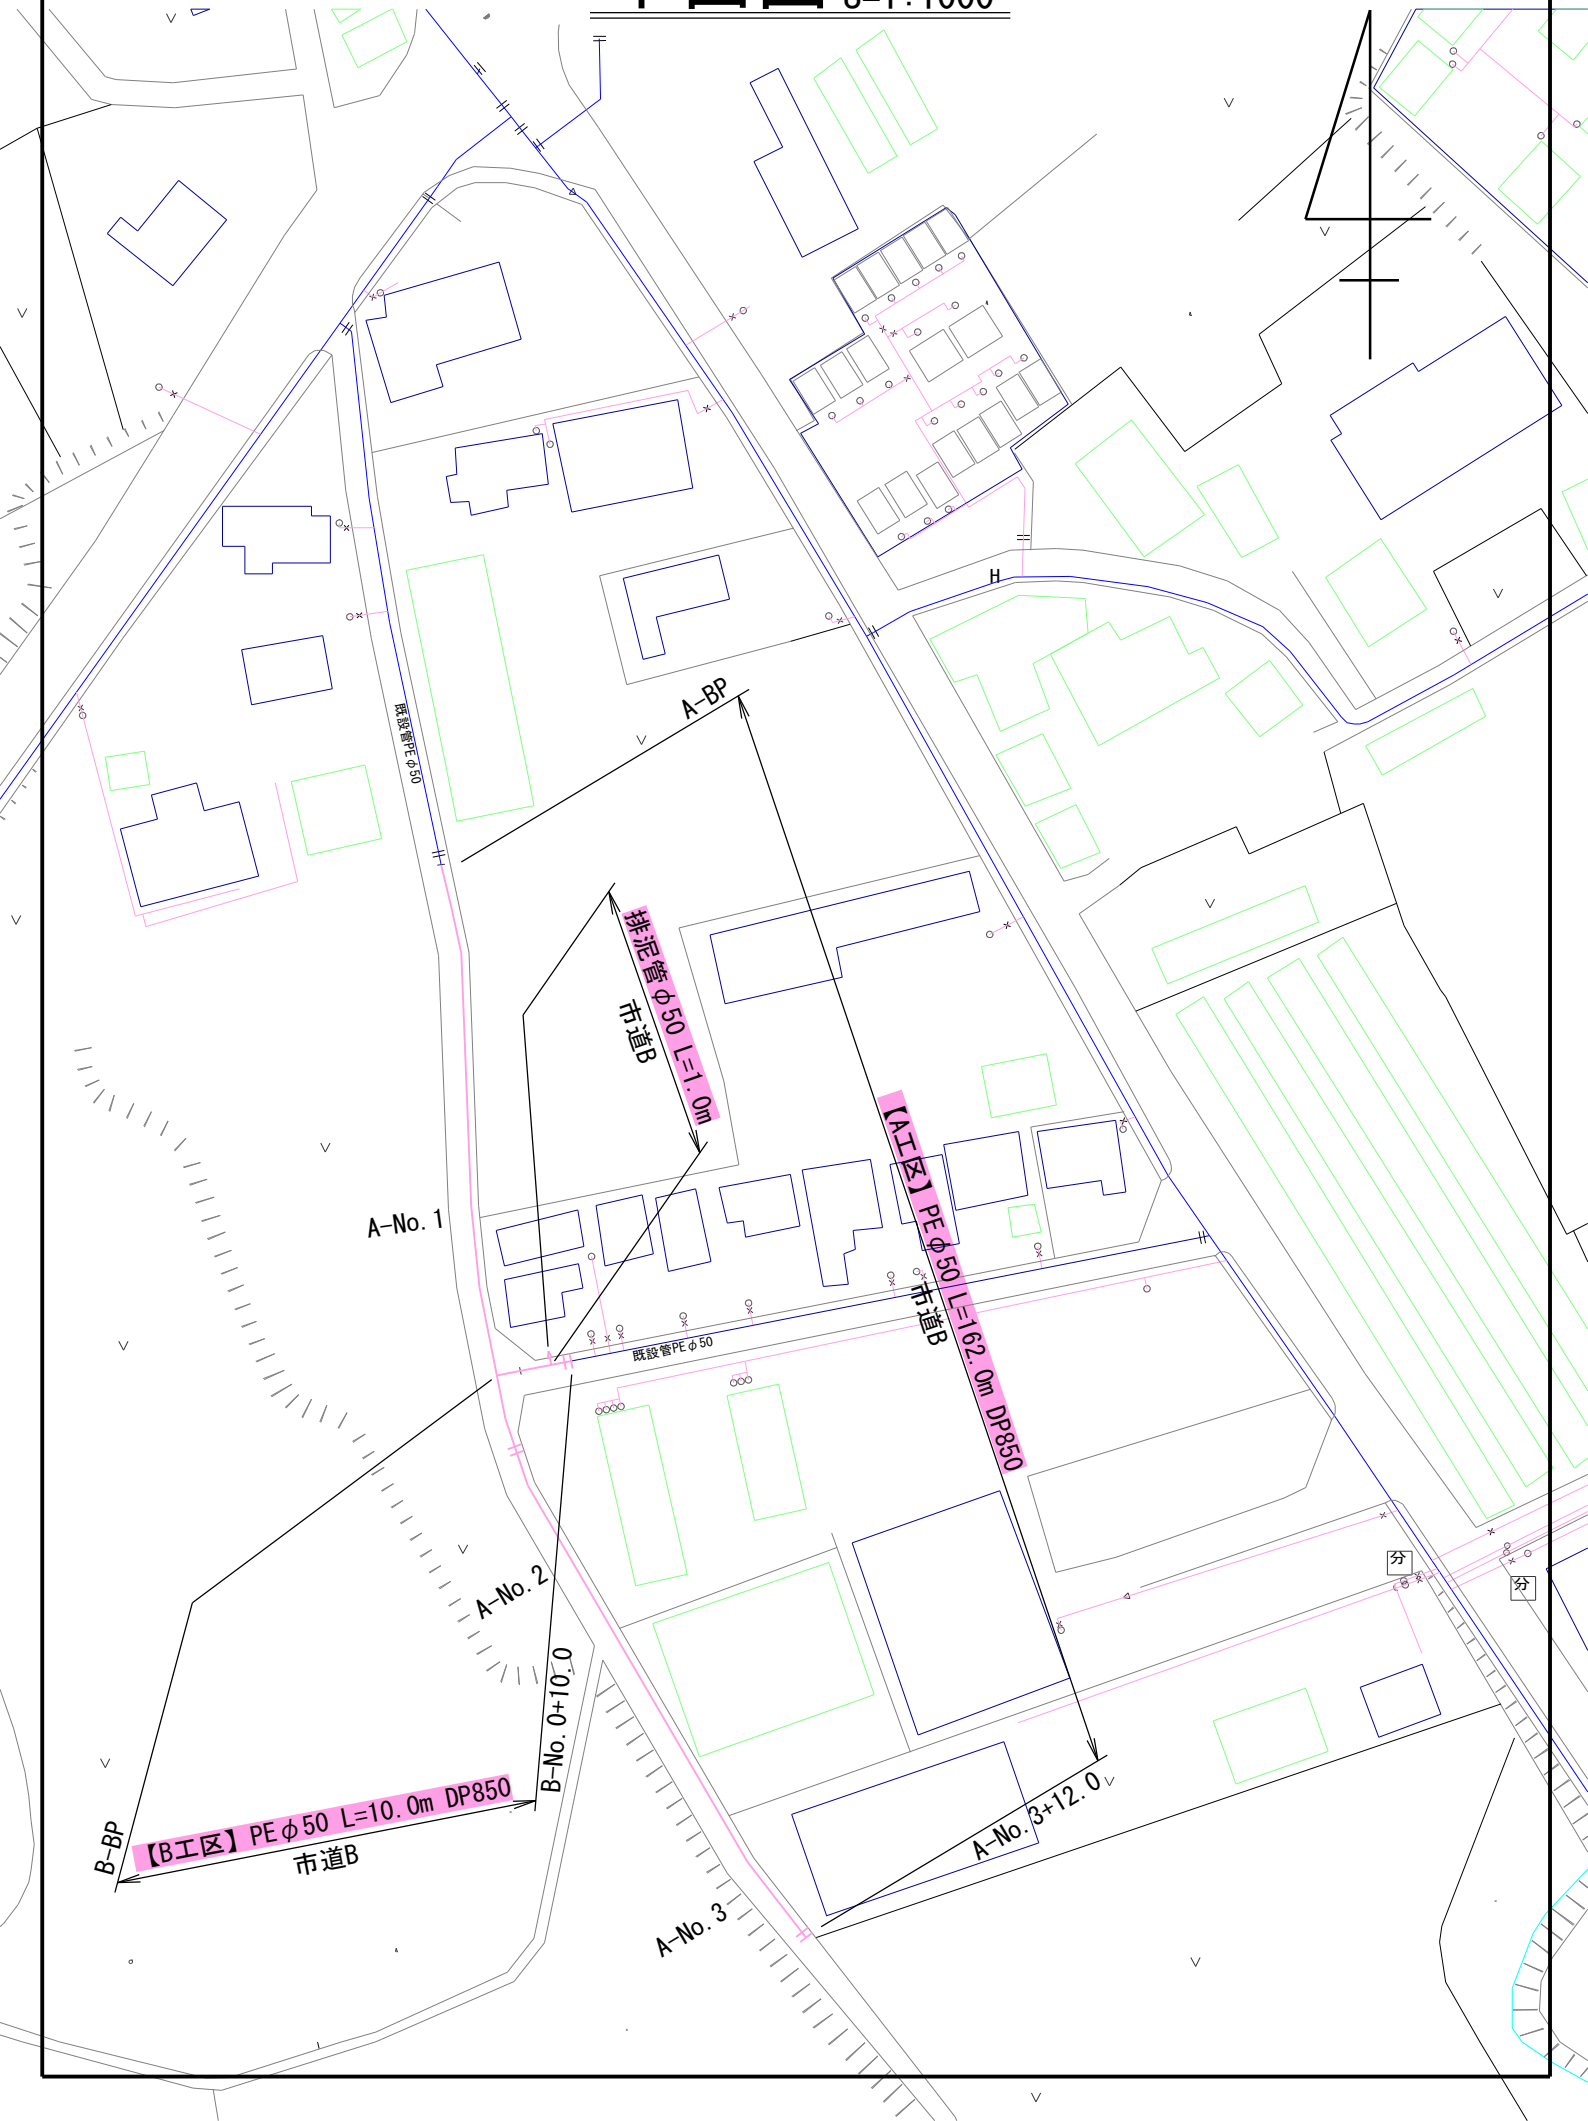 S=1:1000
H
A-BP
既設管PEφ50
排泥管φ50 L=1.0m
市道B
【A工区】PEφ50 L=162.0m DP850
市道B
A-No.1
既設管PEφ50
A-No.2
分
分
B-No.0+10.0
【B工区】PEφ50 L=10.0m DP850
市道B
B-BP
A-No.3+12.0
A-No.3